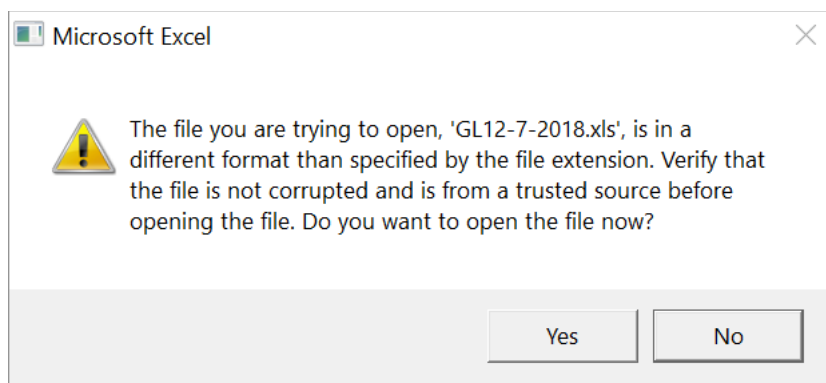 Microsoft Excel
The file you are trying to open, 'GL12-7-2018.xls', is in a
different format than specified by the file extension. Verify that
the file is not corrupted and is from a trusted source before
opening the file. Do you want to open the file now?
Yes
No